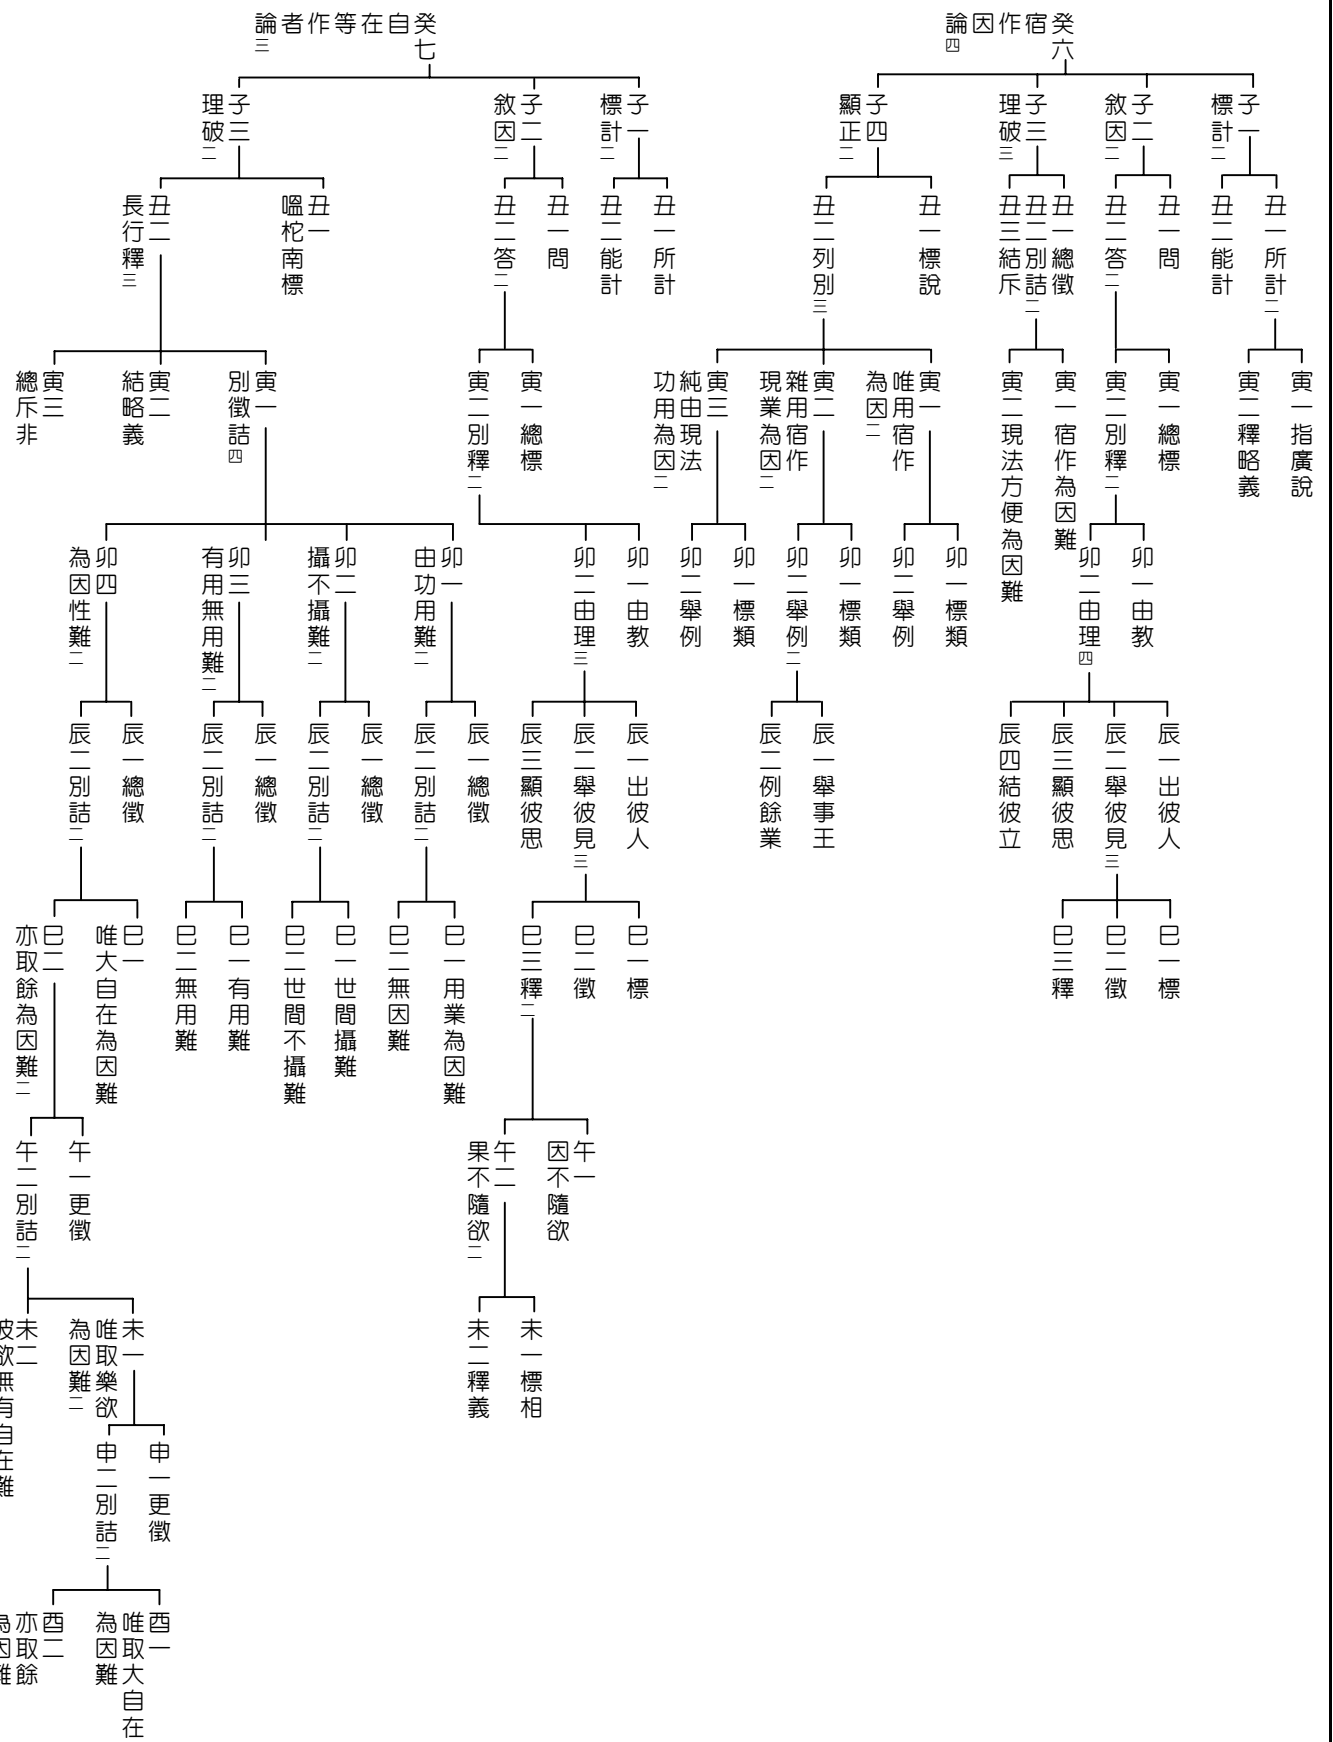 癸六
宿作因論四
癸七
自在等作者論三
子一
標計二
子二
敘因二
子三
理破三
子四
顯正二
子一
標計二
子二
敘因二
子三
理破二
丑一所計二
丑二能計
丑一問
丑二答二
丑一總徵
丑二別詰二
丑三結斥
丑一標說
丑二列別三
丑一所計
丑二能計
丑一問
丑二答二
丑一
嗢柁南標
丑二
長行釋三
寅一指廣說
寅二釋略義
寅一總標
寅二別釋二
寅一宿作為因難
寅二現法方便為因難
寅一
唯用宿作
為因二
寅二
雜用宿作
現業為因二
寅三
純由現法
功用為因二
寅一總標
寅二別釋二
寅一
別徵詰四
寅二
結略義
寅三
總斥非
卯一由教
卯二由理四
卯一標類
卯二舉例
卯一標類
卯二舉例二
卯一標類
卯二舉例
卯一由教
卯二由理三
卯一
由功用難二
卯二
攝不攝難二
卯三
有用無用難二
卯四
為因性難二
辰一出彼人
辰二舉彼見三
辰三顯彼思
辰四結彼立
辰一舉事王
辰二例餘業
辰一出彼人
辰二舉彼見三
辰三顯彼思
辰一總徵
辰二別詰二
辰一總徵
辰二別詰二
辰一總徵
辰二別詰二
辰一總徵
辰二別詰二
巳一標
巳二徵
巳三釋
巳一標
巳二徵
巳三釋二
巳一用業為因難
巳二無因難
巳一世間攝難
巳二世間不攝難
巳一有用難
巳二無用難
巳一
唯大自在為因難
巳二
亦取餘為因難二
午一
因不隨欲
午二
果不隨欲二
午一更徵
午二別詰二
未一標相
未二釋義
未一
唯取樂欲
為因難二
未二
彼欲無有自在難
申一更徵
申二別詰二
酉一
唯取大自在
為因難
酉二
亦取餘
為因難